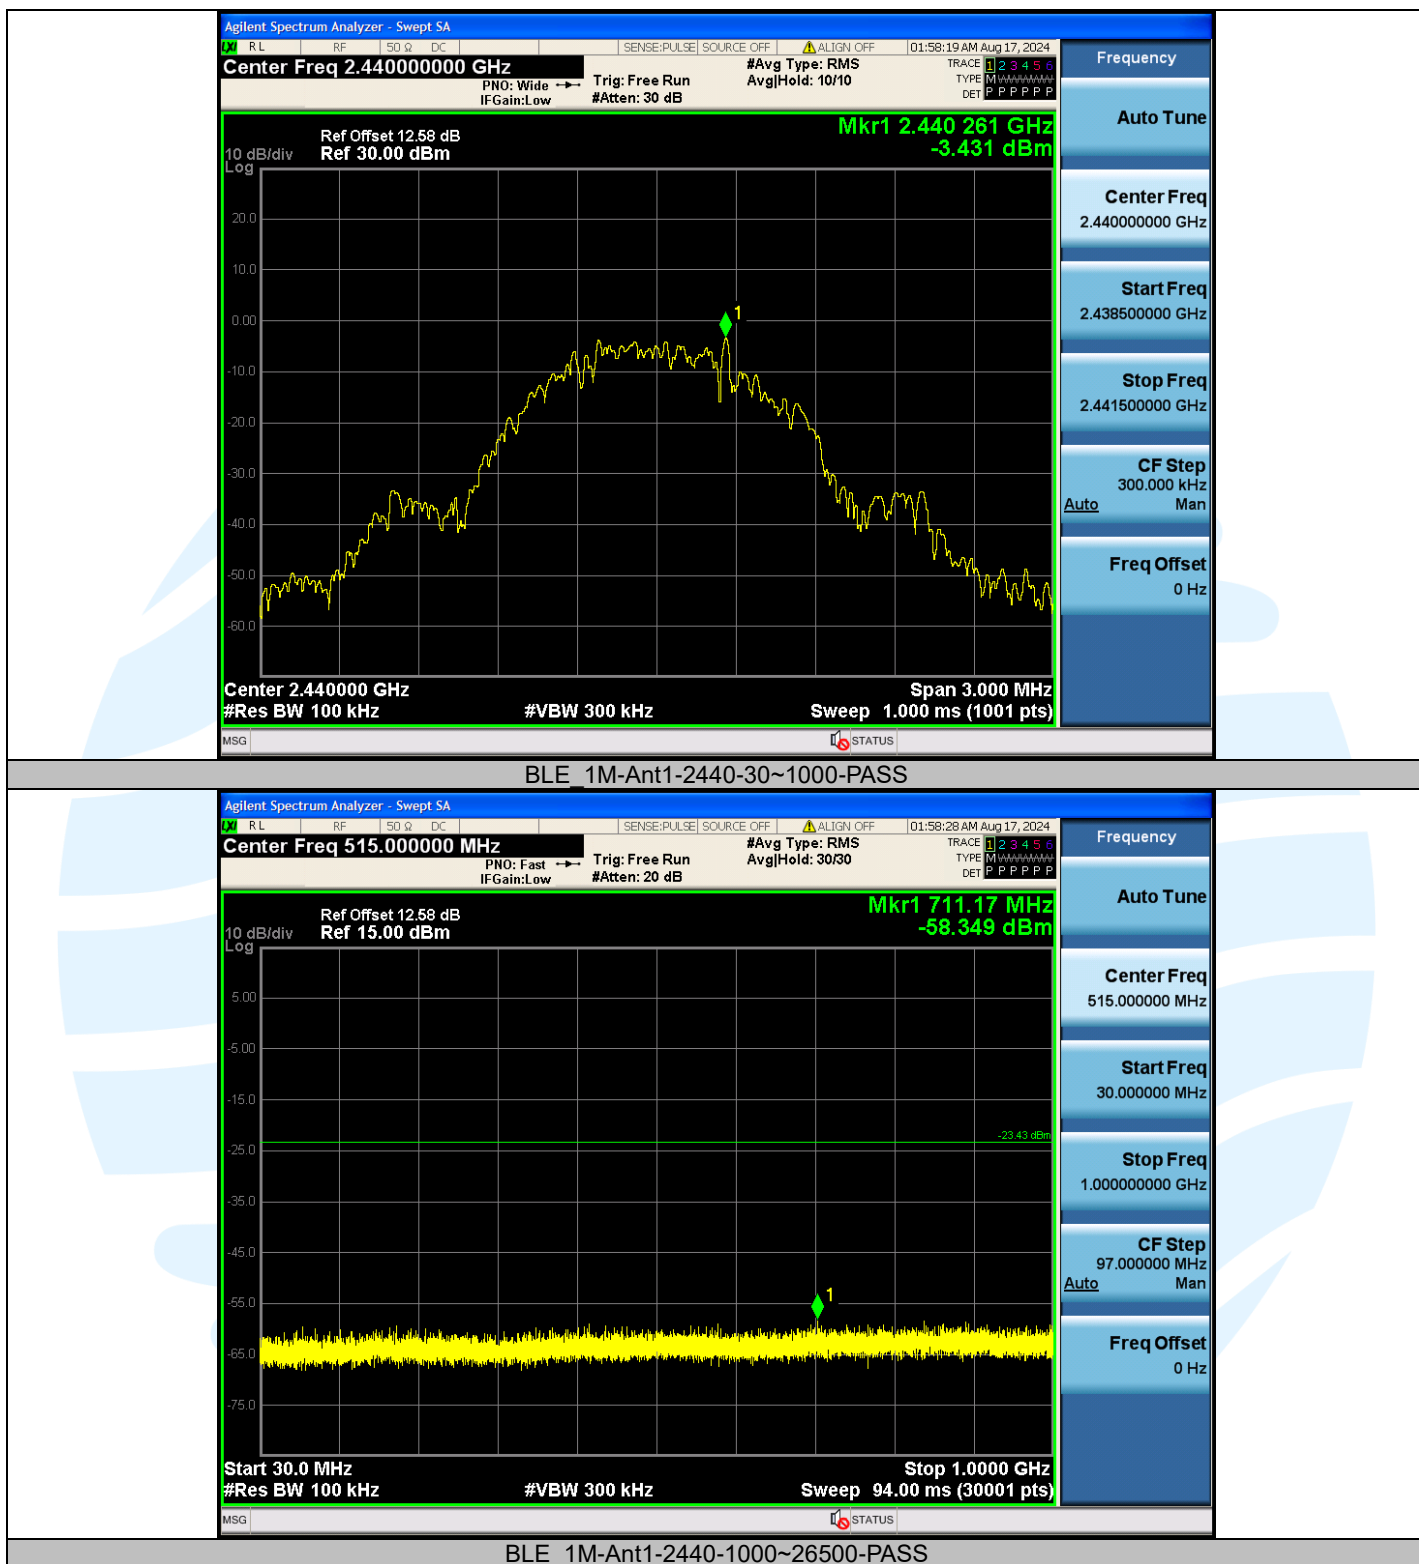 Agilent Spectrum Analyzer - Swept SA
LXI RL RF 50 Ω DC SENSE:PULSE SOURCE OFF ALIGN OFF 01:58:19 AM Aug 17, 2024
Center Freq 2.440000000 GHz
PNO: Wide
IFGain:Low
Trig: Free Run
#Atten: 30 dB
#Avg Type: RMS
Avg|Hold: 10/10
TRACE 1 2 3 4 5 6
TYPE M WWWWW
DET P P P P P P
Frequency
Auto Tune
Center Freq
2.440000000 GHz
Start Freq
2.438500000 GHz
Stop Freq
2.441500000 GHz
CF Step
300.000 kHz
Auto Man
Freq Offset
0 Hz
Mkr1 2.440 261 GHz
-3.431 dBm
Ref Offset 12.58 dB
10 dB/div Ref 30.00 dBm
Log
20.0
10.0
0.00
1
-10.0
-20.0
-30.0
-40.0
-50.0
-60.0
Center 2.440000 GHz Span 3.000 MHz
#Res BW 100 kHz #VBW 300 kHz Sweep 1.000 ms (1001 pts)
MSG STATUS
BLE_1M-Ant1-2440-30~1000-PASS
Agilent Spectrum Analyzer - Swept SA
LXI RL RF 50 Ω DC SENSE:PULSE SOURCE OFF ALIGN OFF 01:58:28 AM Aug 17, 2024
Center Freq 515.000000 MHz
PNO: Fast
IFGain:Low
Trig: Free Run
#Atten: 20 dB
#Avg Type: RMS
Avg|Hold: 30/30
TRACE 1 2 3 4 5 6
TYPE M WWWWW
DET P P P P P P
Frequency
Auto Tune
Center Freq
515.000000 MHz
Start Freq
30.000000 MHz
Stop Freq
1.000000000 GHz
CF Step
97.000000 MHz
Auto Man
Freq Offset
0 Hz
Mkr1 711.17 MHz
-58.349 dBm
Ref Offset 12.58 dB
10 dB/div Ref 15.00 dBm
Log
5.00
-5.00
-15.0
-23.43 dBm
-25.0
-35.0
-45.0
1
-55.0
-65.0
-75.0
Start 30.0 MHz Stop 1.0000 GHz
#Res BW 100 kHz #VBW 300 kHz Sweep 94.00 ms (30001 pts)
MSG STATUS
BLE_1M-Ant1-2440-1000~26500-PASS